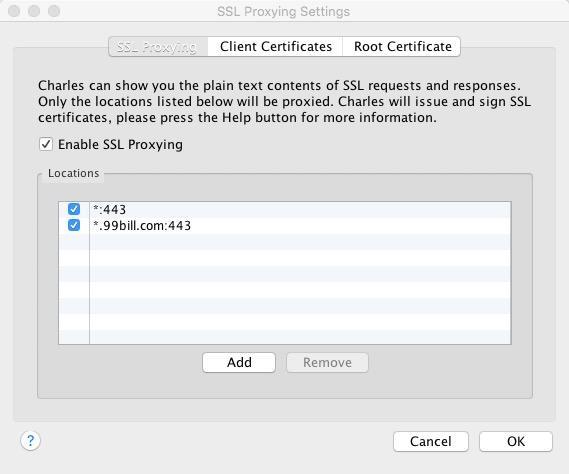 SSL Proxying Settings
SSL Proxying Client Certificates Root Certificate
Charles can show you the plain text contents of SSL requests and responses.
Only the locations listed below will be proxied. Charles will issue and sign SSL
certificates, please press the Help button for more information.
Enable SSL Proxying
Locations
*:443
*.99bill.com:443
Add Remove
? Cancel OK